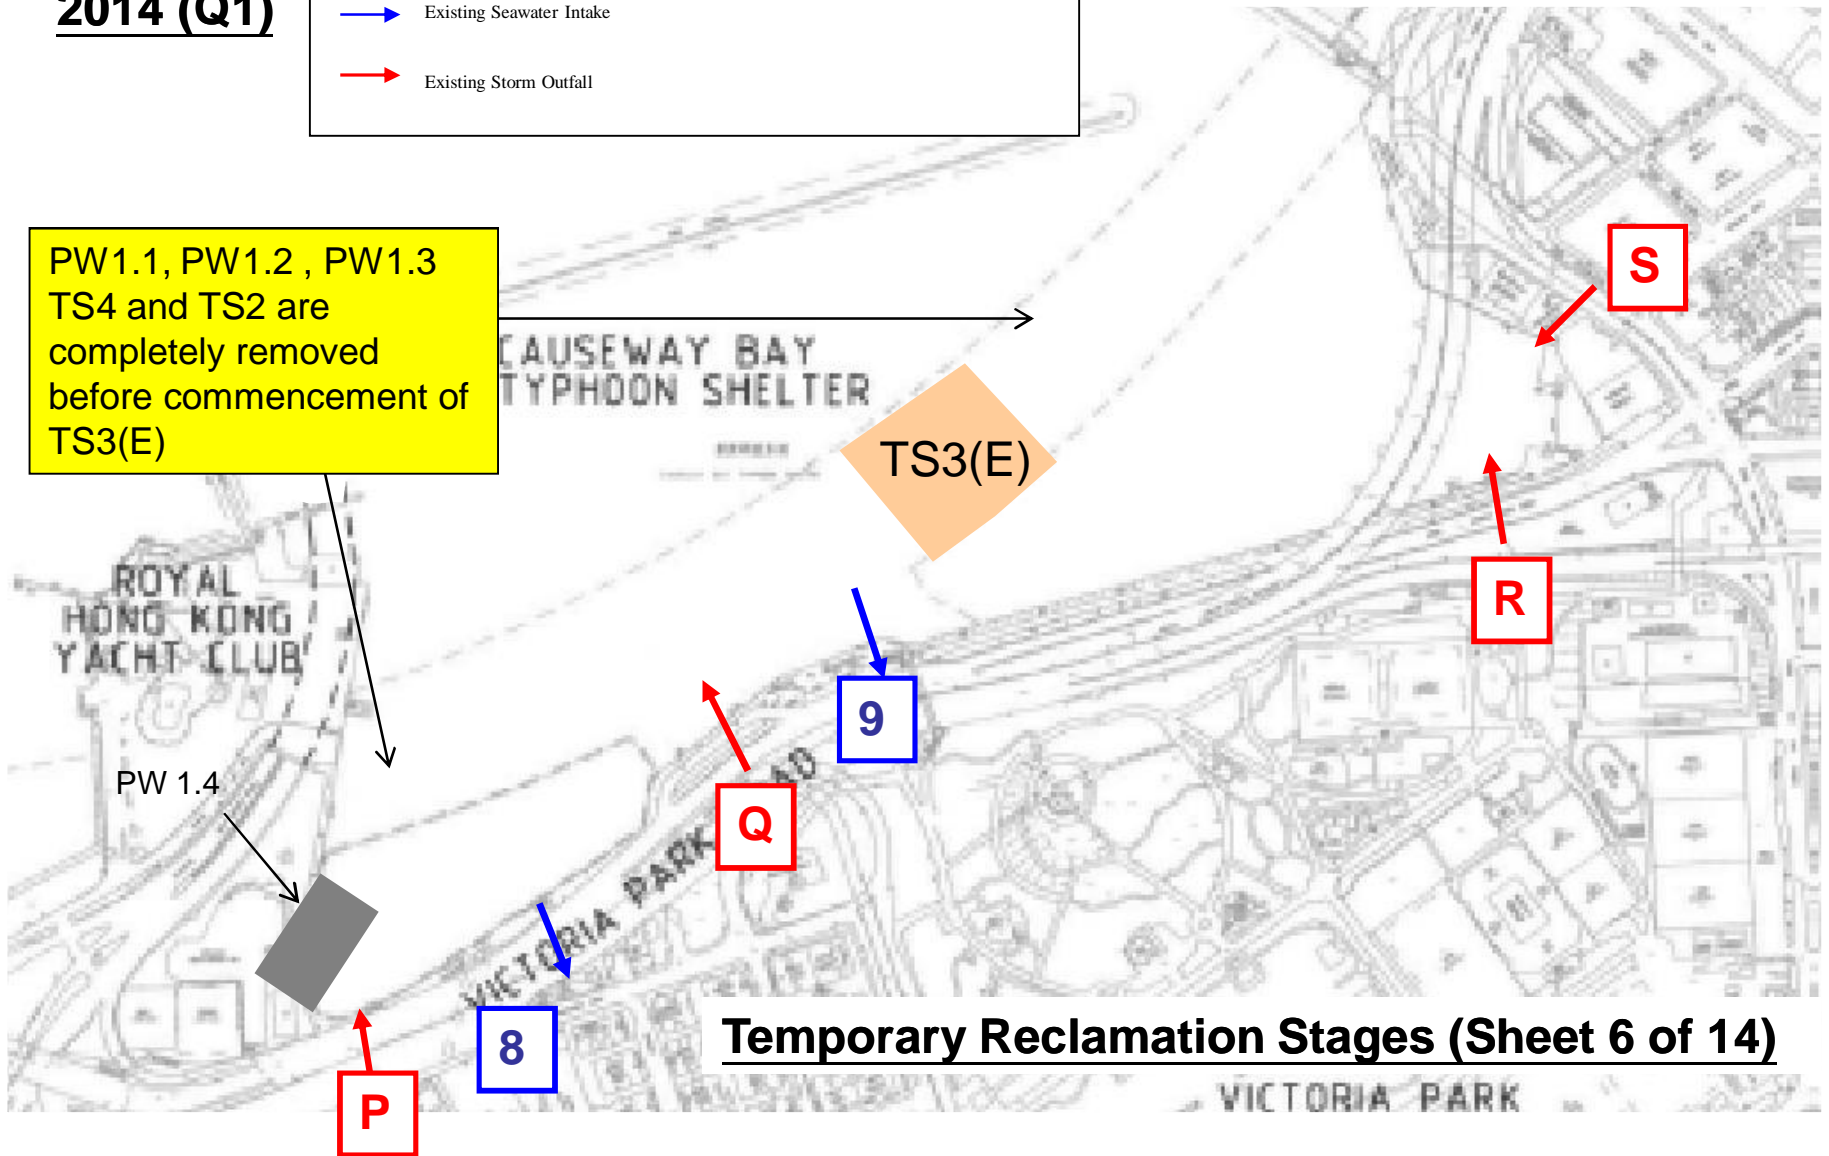 2014 (Q1)
Existing Seawater Intake
Existing Storm Outfall
PW1.1, PW1.2 , PW1.3
TS4 and TS2 are
completely removed
before commencement of
TS3(E)
S
CAUSEWAY BAY
TYPHOON SHELTER
TS3(E)
ROYAL
HONG KONG
YACHT CLUB
R
9
PW 1.4
Q
VICTORIA PARK
AD
8
Temporary Reclamation Stages (Sheet 6 of 14)
P
VICTORIA PARK